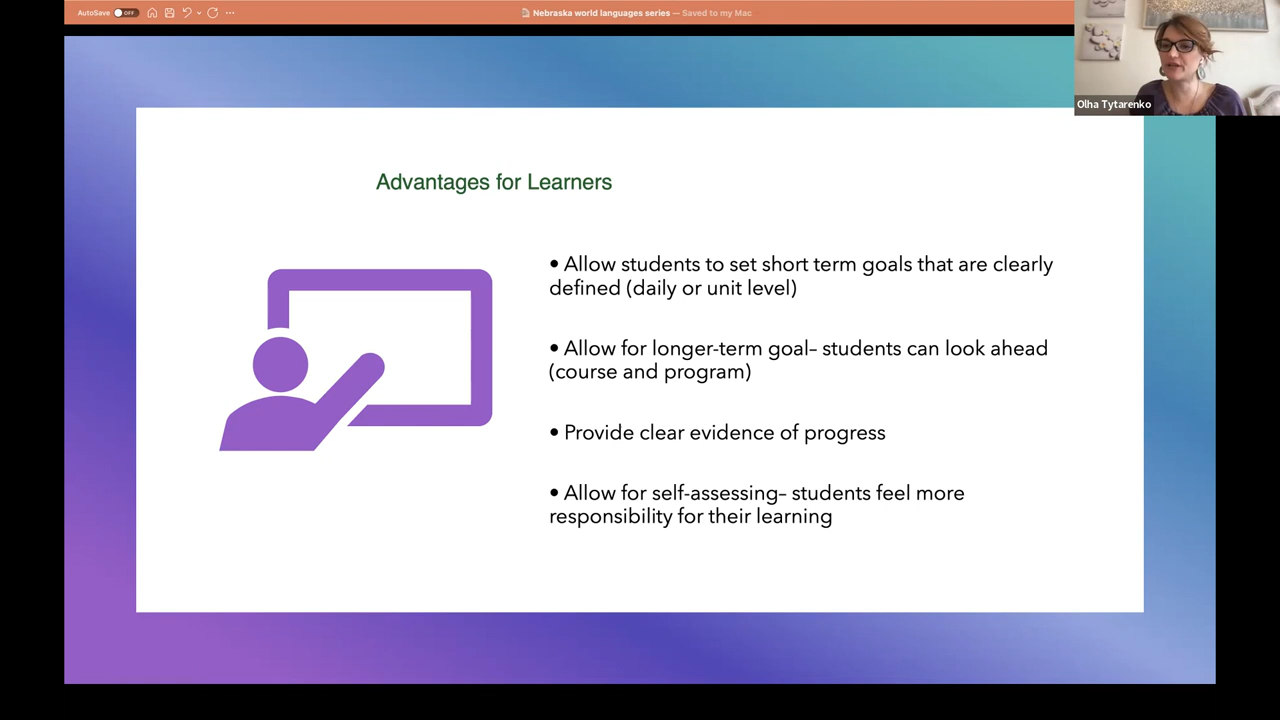 AutoSave OFF
Nebraska world languages series — Saved to my Mac
Olha Tytarenko
Advantages for Learners
• Allow students to set short term goals that are clearly
defined (daily or unit level)
• Allow for longer-term goal– students can look ahead
(course and program)
• Provide clear evidence of progress
• Allow for self-assessing– students feel more
responsibility for their learning